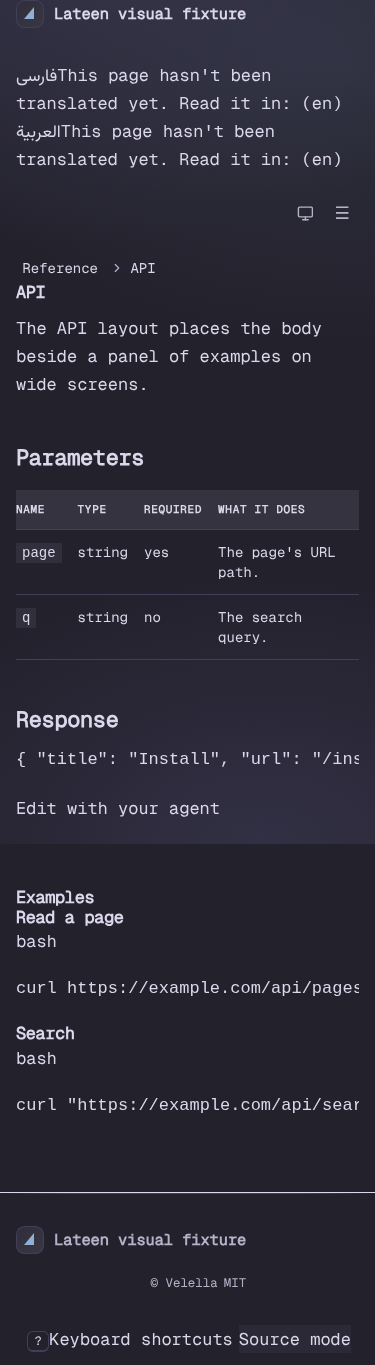 Lateen visual fixture
فارسیThis page hasn't been
translated yet. Read it in: (en)
العربيةThis page hasn't been
translated yet. Read it in: (en)
Reference > API
API
The API layout places the body
beside a panel of examples on
wide screens.
Parameters
NAME TYPE REQUIRED WHAT IT DOES
page string yes The page's URL
path.
q string no The search
query.
Response
{ "title": "Install", "url": "/ins
Edit with your agent
Examples
Read a page
bash
curl https://example.com/api/pages
Search
bash
curl "https://example.com/api/sear
Lateen visual fixture
© Velella MIT
? Keyboard shortcuts Source mode